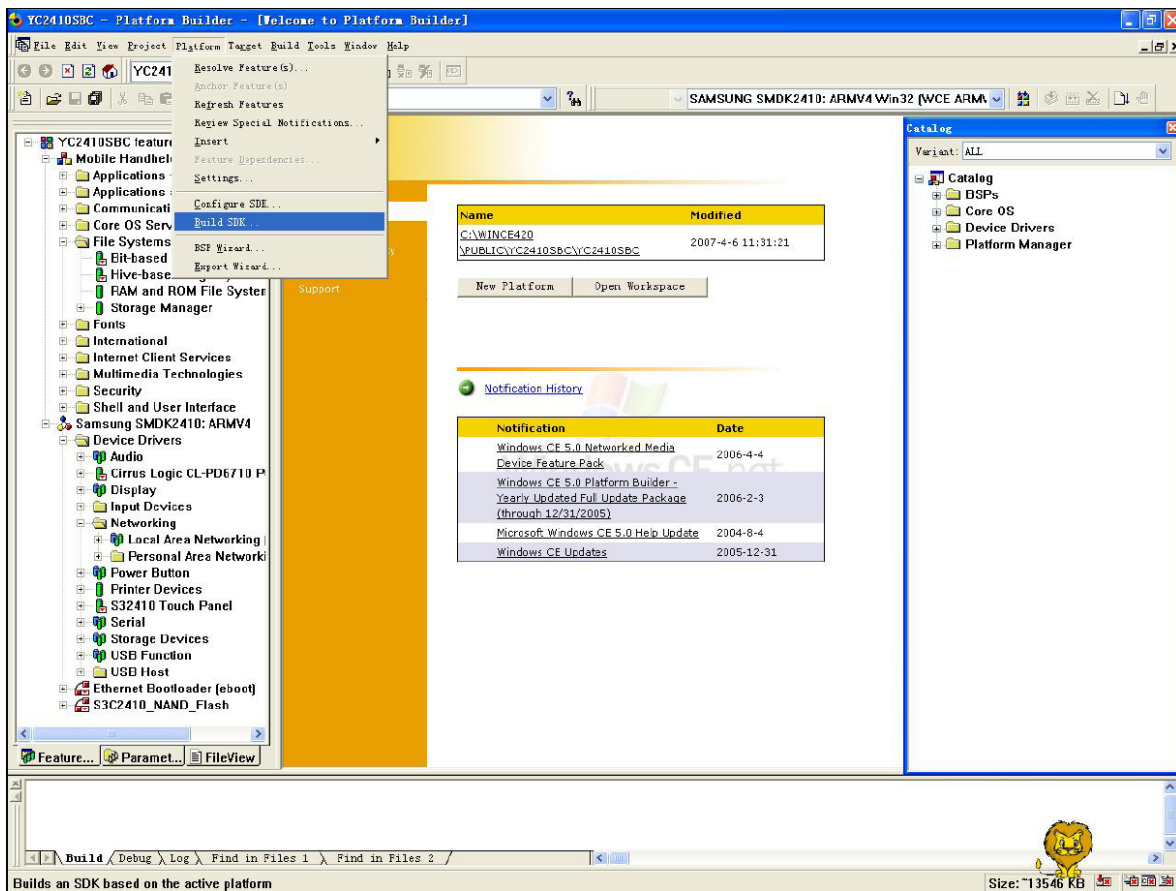 YC2410SBC - Platform Builder - [Welcome to Platform Builder]
File Edit View Project Platform Target Build Tools Window Help
YC241
SAMSUNG SMDK2410: ARMV4 Win32 (WCE ARMV
Resolve Feature(s)...
Anchor Feature(s)
Refresh Features
Review Special Notifications...
Insert
Feature Dependencies...
Settings...
Configure SDK...
Build SDK...
BSP Wizard...
Export Wizard...
YC2410SBC feature
Mobile Handhel
Applications
Applications
Communicati
Core OS Serv
File Systems
Bit-based
Hive-base
RAM and ROM File System
Storage Manager
Fonts
International
Internet Client Services
Multimedia Technologies
Security
Shell and User Interface
Samsung SMDK2410: ARMV4
Device Drivers
Audio
Cirrus Logic CL-PD6710 P
Display
Input Devices
Networking
Local Area Networking
Personal Area Networki
Power Button
Printer Devices
S32410 Touch Panel
Serial
Storage Devices
USB Function
USB Host
Ethernet Bootloader (eboot)
S3C2410_NAND_Flash
Feature... Paramet... FileView
Support
Name Modified
C:\WINCE420
\PUBLIC\YC2410SBC\YC2410SBC 2007-4-6 11:31:21
New Platform Open Workspace
Notification History
Notification Date
Windows CE 5.0 Networked Media
Device Feature Pack 2006-4-4
Windows CE 5.0 Platform Builder -
Yearly Updated Full Update Package 2006-2-3
(through 12/31/2005)
Microsoft Windows CE 5.0 Help Update 2004-8-4
Windows CE Updates 2005-12-31
Catalog
Variant: ALL
Catalog
BSPs
Core OS
Device Drivers
Platform Manager
Build Debug Log Find in Files 1 Find in Files 2
Builds an SDK based on the active platform
Size: ~13546 KB